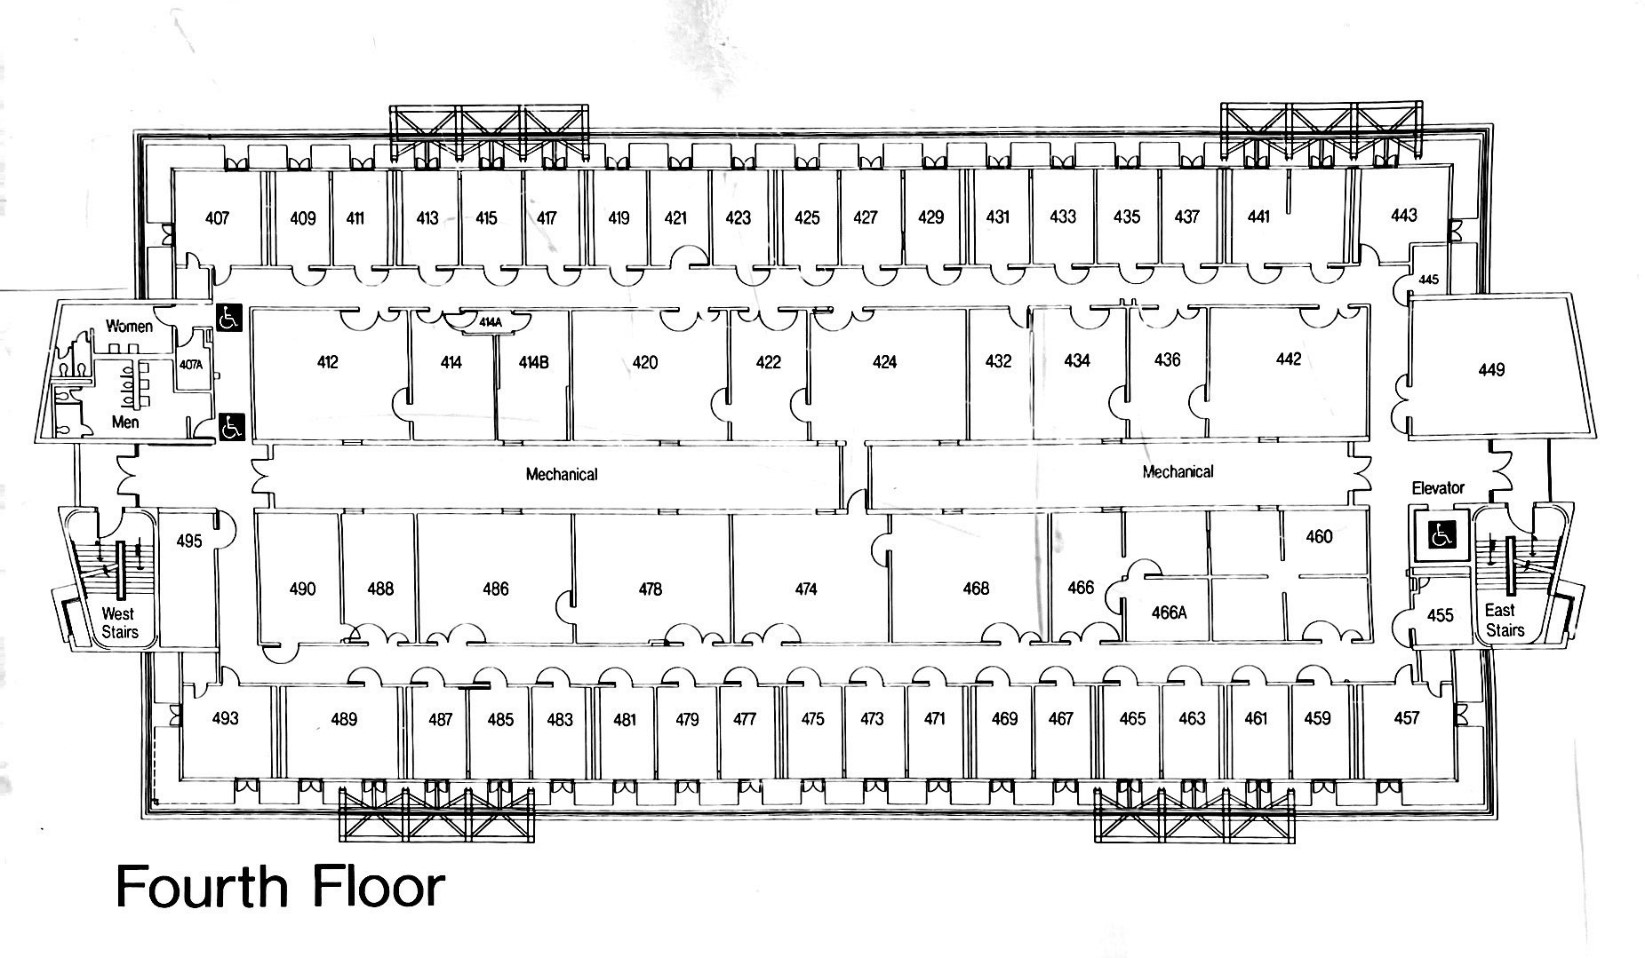 407 409 411 413 415 417 419 421 423 425 427 429 431 433 435 437 441 443
445
Women
407A
Men
412 414 414A 414B 420 422 424 432 434 436 442 449
Mechanical
Mechanical
Elevator
495
West
Stairs
490 488 486 478 474 468 466 466A 460
455
East
Stairs
493 489 487 485 483 481 479 477 475 473 471 469 467 465 463 461 459 457
Fourth Floor